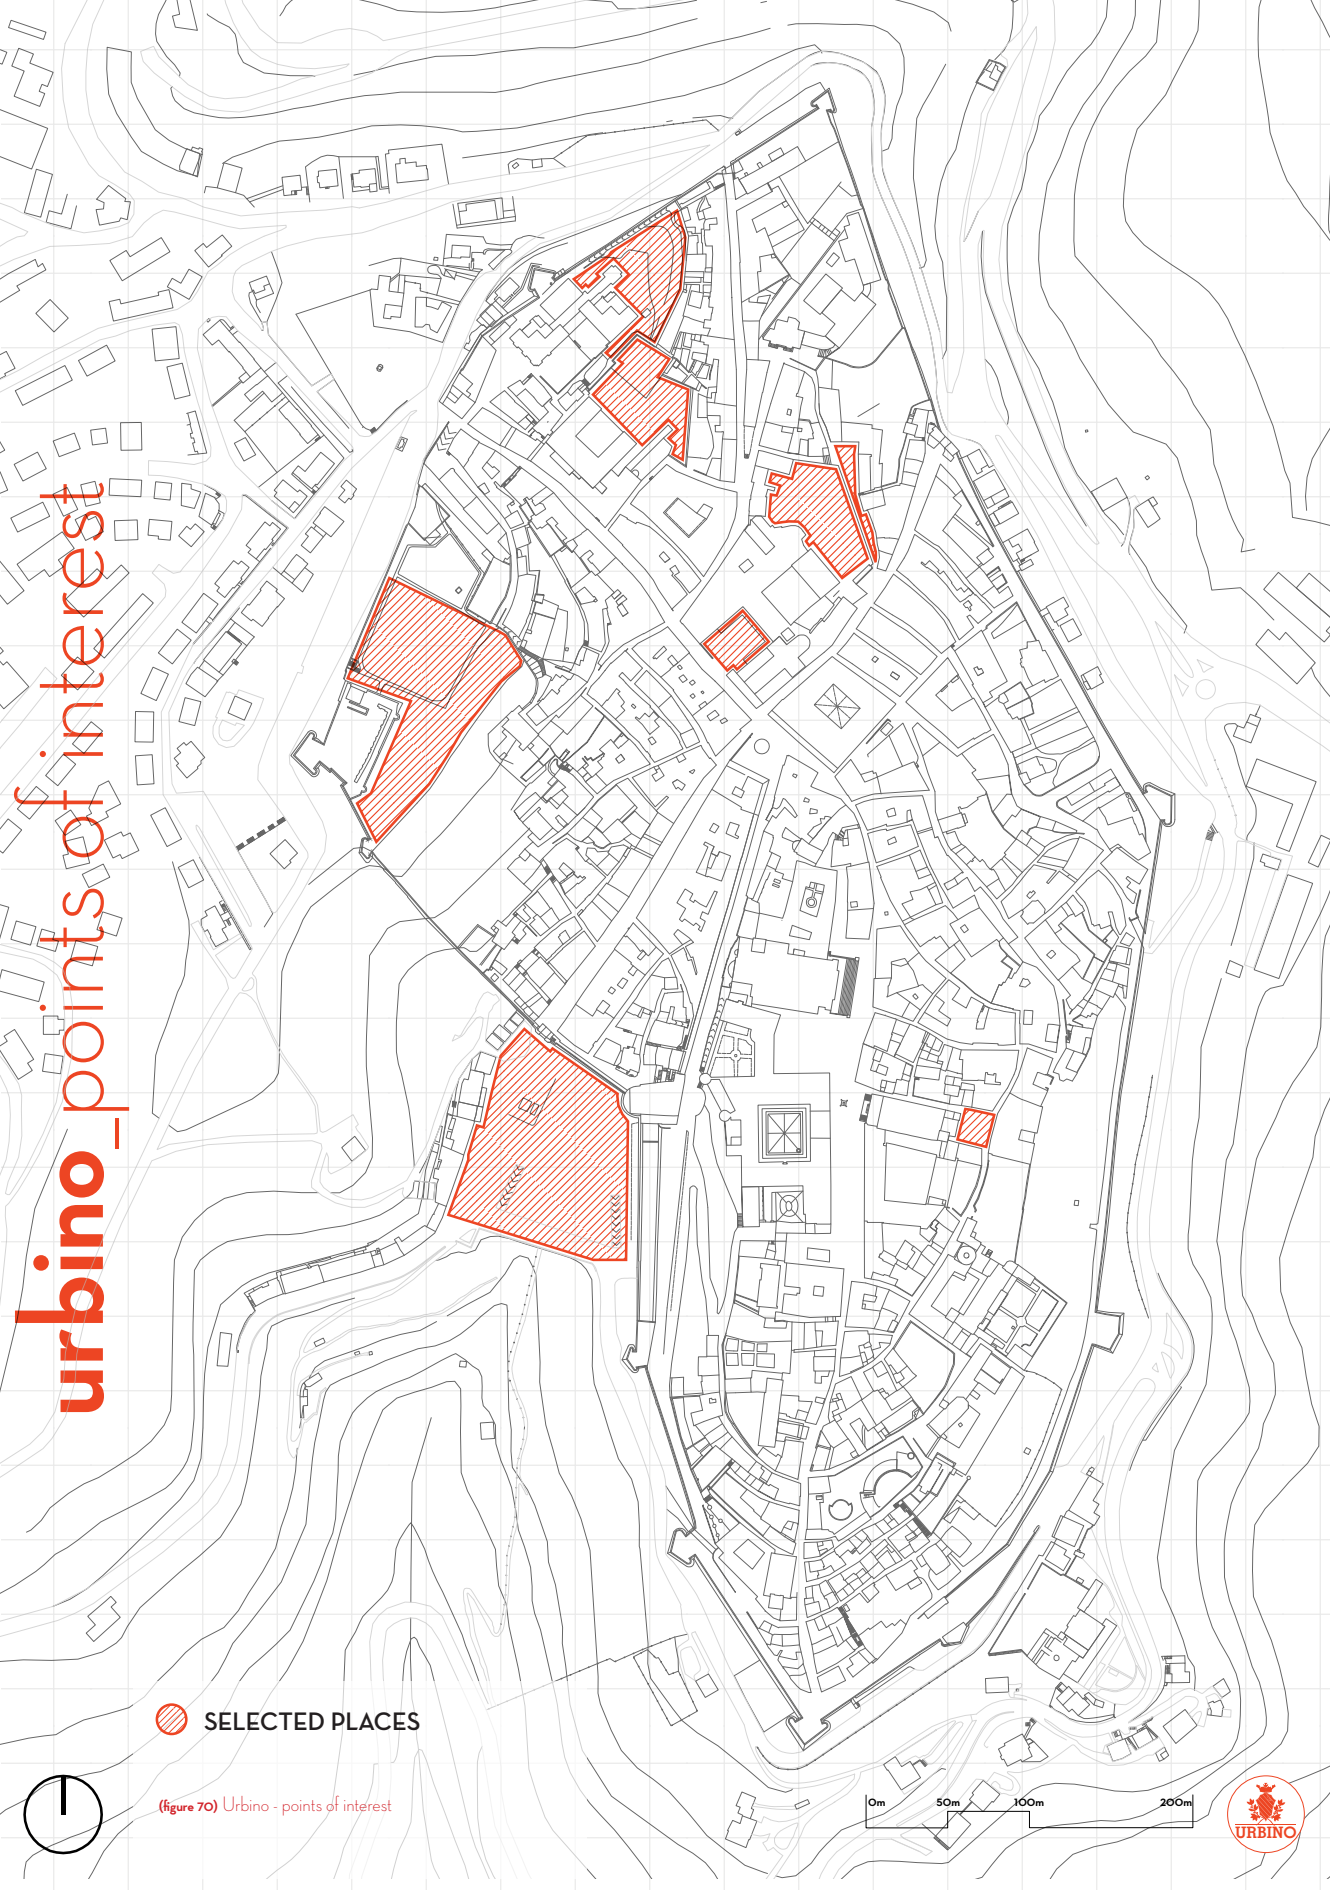 urbino_points of interest
SELECTED PLACES
(figure 70) Urbino - points of interest
0m 50m 100m 200m
URBINO